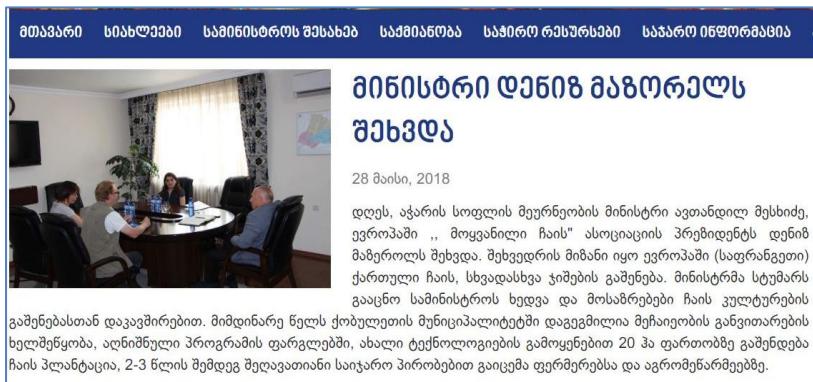 მთავარი სიახლეები სამინისტროს შესახებ საქმიანობა საჭირო რესურსები საჯარო ინფორმაცია
მინისტრი დენიზ მაზორელს
შეხვდა
28 მაისი, 2018
დღეს, აჭარის სოფლის მეურნეობის მინისტრი ავთანდილ მესხიძე,
ევროპაში ,, მოყვანილი ჩაის" ასოციაციის პრეზიდენტს დენიზ
მაზეროლს შეხვდა. შეხვედრის მიზანი იყო ევროპაში (საფრანგეთი)
ქართული ჩაის, სხვადასხვა ჯიშების გაშენება. მინისტრმა სტუმარს
გააცნო სამინისტროს ხედვა და მოსაზრებები ჩაის კულტურების
გაშენებასთან დაკავშირებით. მიმდინარე წელს ქობულეთის მუნიციპალიტეტში დაგეგმილია მეჩაიეობის განვითარების
ხელშეწყობა, აღნიშნული პროგრამის ფარგლებში, ახალი ტექნოლოგიების გამოყენებით 20 ჰა ფართობზე გაშენდება
ჩაის პლანტაცია, 2-3 წლის შემდეგ შეღავათიანი საიჯარო პირობებით გაიცემა ფერმერებსა და აგრომეწარმეებზე.